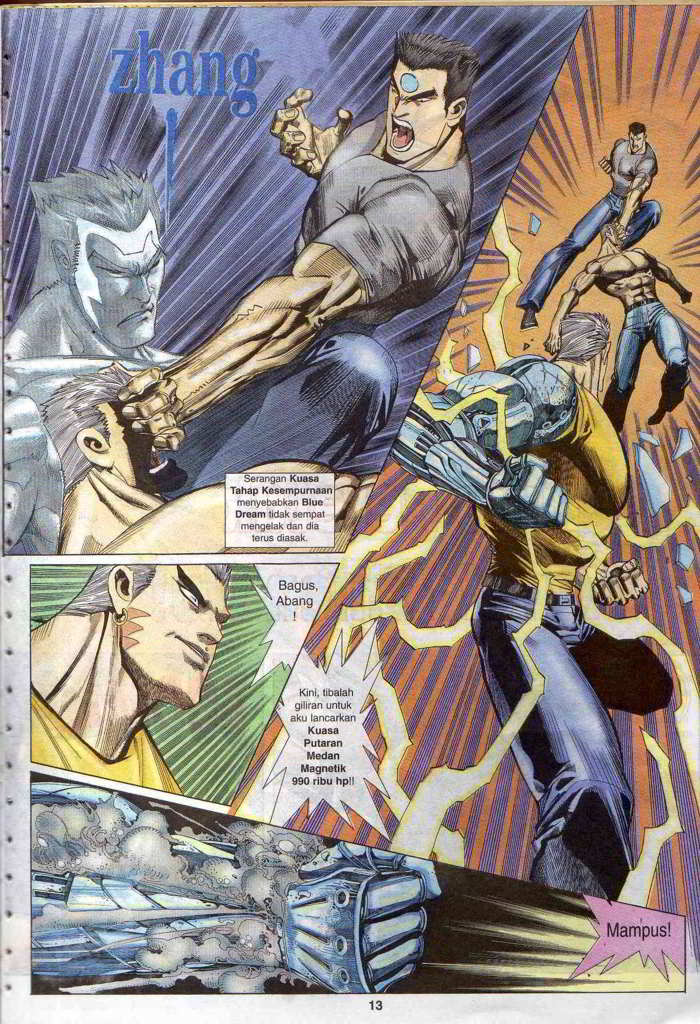 zhang
Serangan Kuasa
Tahap Kesempurnaan
menyebabkan Blue
Dream tidak sempat
mengelak dan dia
terus diasak.
Bagus,
Abang
!
Kini, tibalah
giliran untuk
aku lancarkan
Kuasa
Putaran
Medan
Magnetik
990 ribu hp!!
Mampus!
13